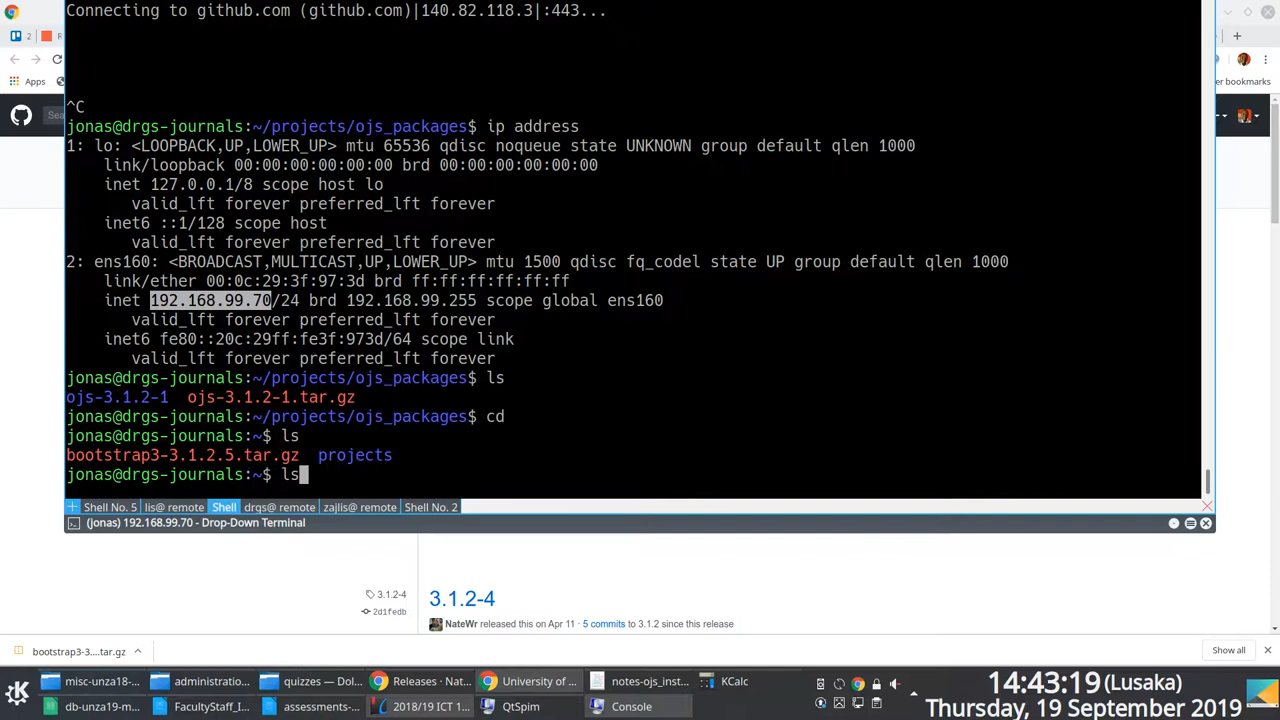 Connecting to github.com (github.com)|140.82.118.3|:443...
2
Apps
er bookmarks
Sea
^C
jonas@drgs-journals:~/projects/ojs_packages$ ip address
1: lo: <LOOPBACK,UP,LOWER_UP> mtu 65536 qdisc noqueue state UNKNOWN group default qlen 1000
link/loopback 00:00:00:00:00:00 brd 00:00:00:00:00:00
inet 127.0.0.1/8 scope host lo
valid_lft forever preferred_lft forever
inet6 ::1/128 scope host
valid_lft forever preferred_lft forever
2: ens160: <BROADCAST,MULTICAST,UP,LOWER_UP> mtu 1500 qdisc fq_codel state UP group default qlen 1000
link/ether 00:0c:29:3f:97:3d brd ff:ff:ff:ff:ff:ff
inet 192.168.99.70/24 brd 192.168.99.255 scope global ens160
valid_lft forever preferred_lft forever
inet6 fe80::20c:29ff:fe3f:973d/64 scope link
valid_lft forever preferred_lft forever
jonas@drgs-journals:~/projects/ojs_packages$ ls
ojs-3.1.2-1 ojs-3.1.2-1.tar.gz
jonas@drgs-journals:~/projects/ojs_packages$ cd
jonas@drgs-journals:~$ ls
bootstrap3-3.1.2.5.tar.gz projects
jonas@drgs-journals:~$ ls
Shell No. 5 lis@ remote Shell drgs@ remote zajlis@ remote Shell No. 2
(jonas) 192.168.99.70 - Drop-Down Terminal
3.1.2-4 3.1.2-4
2d1fedb NateWr released this on Apr 11 · 5 commits to 3.1.2 since this release
bootstrap3-3....tar.gz Show all
misc-unza18-... administratio... quizzes — Dol... Releases · Nat... University of ... notes-ojs_inst... KCalc
db-unza19-m... FacultyStaff_I... assessments-... 2018/19 ICT 1... QtSpim Console
14:43:19 (Lusaka)
Thursday, 19 September 2019